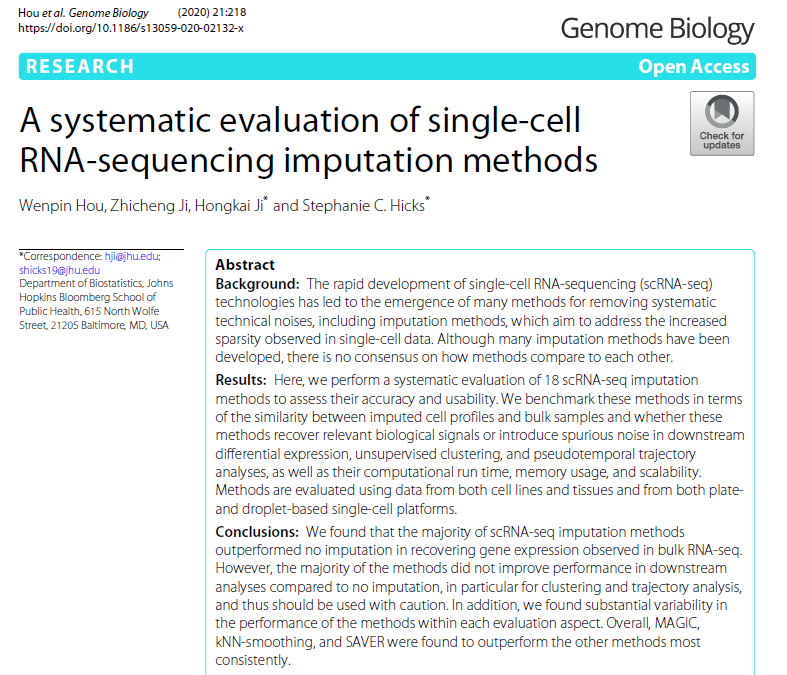 Hou et al. Genome Biology (2020) 21:218
https://doi.org/10.1186/s13059-020-02132-x
Genome Biology
RESEARCH
Open Access
A systematic evaluation of single-cell
RNA-sequencing imputation methods
Check for
updates
Wenpin Hou, Zhicheng Ji, Hongkai Ji* and Stephanie C. Hicks*
*Correspondence: hji@jhu.edu;
shicks19@jhu.edu
Department of Biostatistics, Johns
Hopkins Bloomberg School of
Public Health, 615 North Wolfe
Street, 21205 Baltimore, MD, USA
Abstract
Background: The rapid development of single-cell RNA-sequencing (scRNA-seq)
technologies has led to the emergence of many methods for removing systematic
technical noises, including imputation methods, which aim to address the increased
sparsity observed in single-cell data. Although many imputation methods have been
developed, there is no consensus on how methods compare to each other.
Results: Here, we perform a systematic evaluation of 18 scRNA-seq imputation
methods to assess their accuracy and usability. We benchmark these methods in terms
of the similarity between imputed cell profiles and bulk samples and whether these
methods recover relevant biological signals or introduce spurious noise in downstream
differential expression, unsupervised clustering, and pseudotemporal trajectory
analyses, as well as their computational run time, memory usage, and scalability.
Methods are evaluated using data from both cell lines and tissues and from both plate-
and droplet-based single-cell platforms.
Conclusions: We found that the majority of scRNA-seq imputation methods
outperformed no imputation in recovering gene expression observed in bulk RNA-seq.
However, the majority of the methods did not improve performance in downstream
analyses compared to no imputation, in particular for clustering and trajectory analysis,
and thus should be used with caution. In addition, we found substantial variability in
the performance of the methods within each evaluation aspect. Overall, MAGIC,
kNN-smoothing, and SAVER were found to outperform the other methods most
consistently.